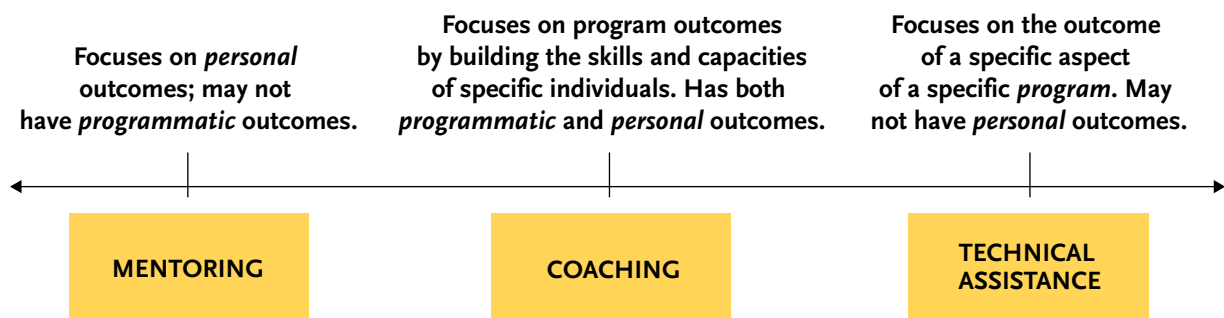 Focuses on personal
outcomes; may not
have programmatic outcomes.
Focuses on program outcomes
by building the skills and capacities
of specific individuals. Has both
programmatic and personal outcomes.
Focuses on the outcome
of a specific aspect
of a specific program. May
not have personal outcomes.
MENTORING
COACHING
TECHNICAL
ASSISTANCE